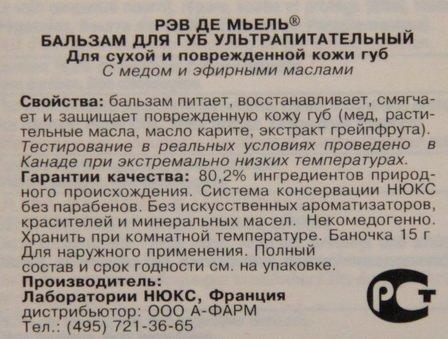 РЭВ ДЕ МЬЕЛЬ®
БАЛЬЗАМ ДЛЯ ГУБ УЛЬТРАПИТАТЕЛЬНЫЙ
Для сухой и поврежденной кожи губ
С медом и эфирными маслами
Свойства: бальзам питает, восстанавливает, смягча-
ет и защищает поврежденную кожу губ (мед, расти-
тельные масла, масло карите, экстракт грейпфрута).
Тестирование в реальных условиях проведено в
Канаде при экстремально низких температурах.
Гарантии качества: 80,2% ингредиентов природ-
ного происхождения. Система консервации НЮКС
без парабенов. Без искусственных ароматизаторов,
красителей и минеральных масел. Некомедогенно.
Хранить при комнатной температуре. Баночка 15 г
Для наружного применения. Полный
состав и срок годности см. на упаковке.
Производитель:
Лаборатории НЮКС, Франция
дистрибьютор: ООО А-ФАРМ
Тел.: (495) 721-36-65
РСТ